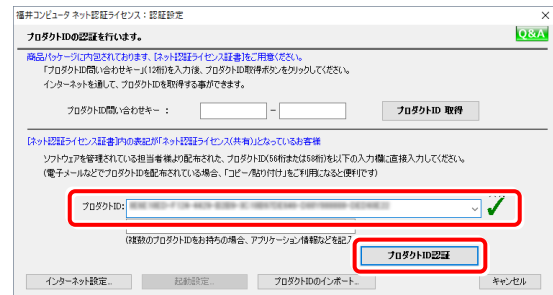 福井コンピュータ ネット認証ライセンス：認証設定
プロダクトIDの認証を行います。
Q&A
商品パッケージに内包されております、【ネット認証ライセンス証書】をご用意ください。
「プロダクトID問い合わせキー」(12桁)を入力後、プロダクトID取得ボタンをクリックしてください。
インターネットを通して、プロダクトIDを取得する事ができます。
プロダクトID問い合わせキー ：
－
プロダクトID 取得
【ネット認証ライセンス証書】内の表記が「ネット認証ライセンス(共有)」となっているお客様
ソフトウェアを管理されている担当者様より配布された、プロダクトID(56桁または58桁)を以下の入力欄に直接入力してください。
(電子メールなどでプロダクトIDを配布されている場合、「コピー/貼り付け」をご利用になると便利です)
プロダクトID：
(複数のプロダクトIDをお持ちの場合、アプリケーション情報などを記入
プロダクトID認証
インターネット設定...
起動設定...
プロダクトIDのインポート...
キャンセル